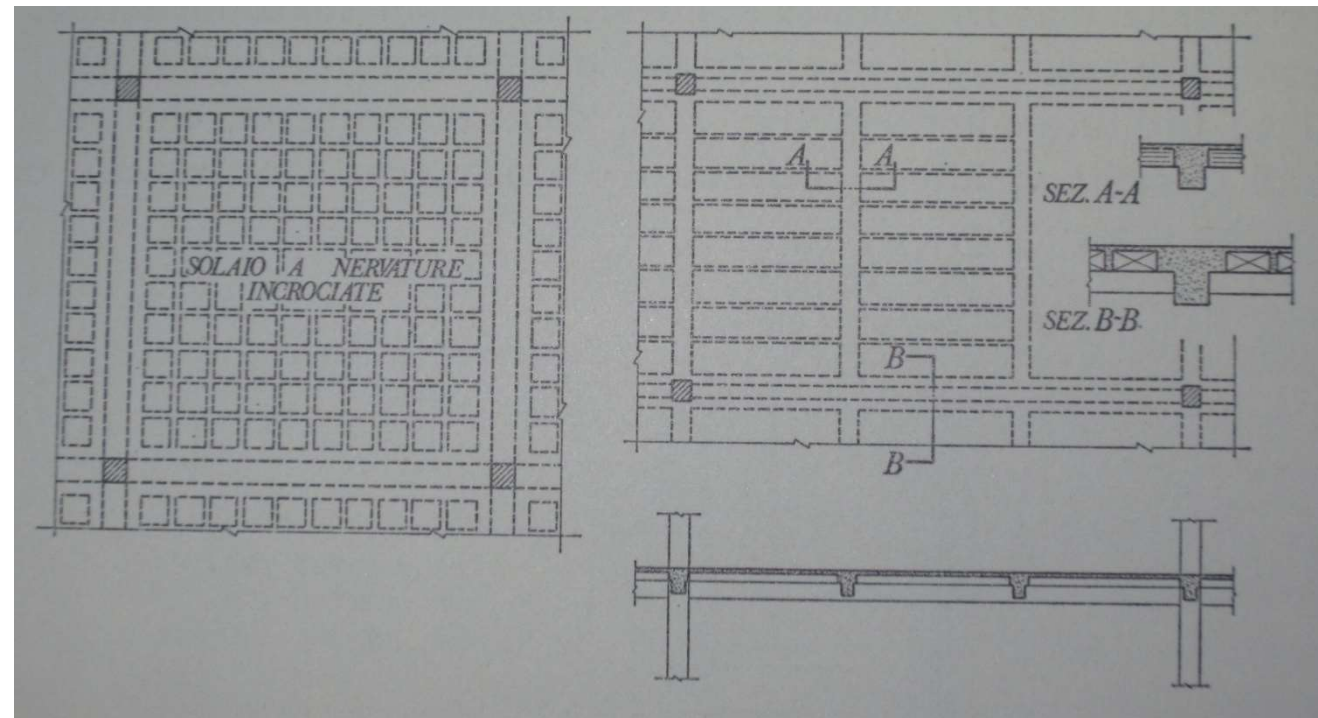 SOLAIO A NERVATURE
INCROCIATE
A A
SEZ. A-A
SEZ. B-B
B
B